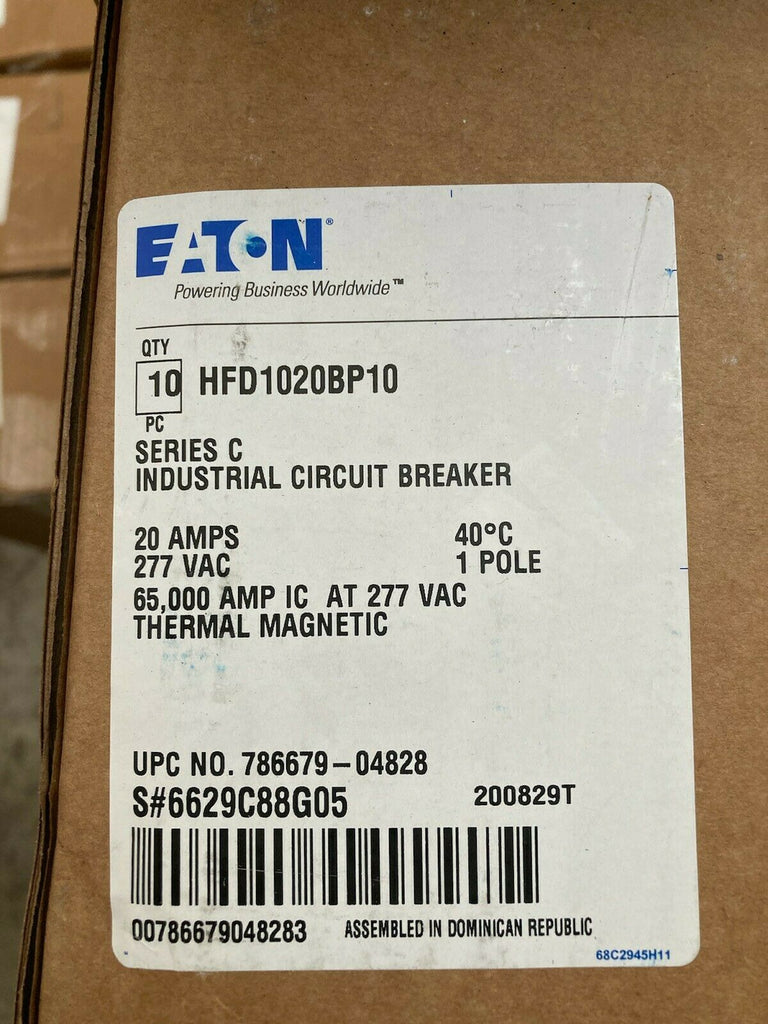 EATON®
Powering Business Worldwide™
QTY
10 HFD1020BP10
PC
SERIES C
INDUSTRIAL CIRCUIT BREAKER
20 AMPS 40°C
277 VAC 1 POLE
65,000 AMP IC AT 277 VAC
THERMAL MAGNETIC
UPC NO. 786679-04828
S#6629C88G05 200829T
00786679048283 ASSEMBLED IN DOMINICAN REPUBLIC
68C2945H11